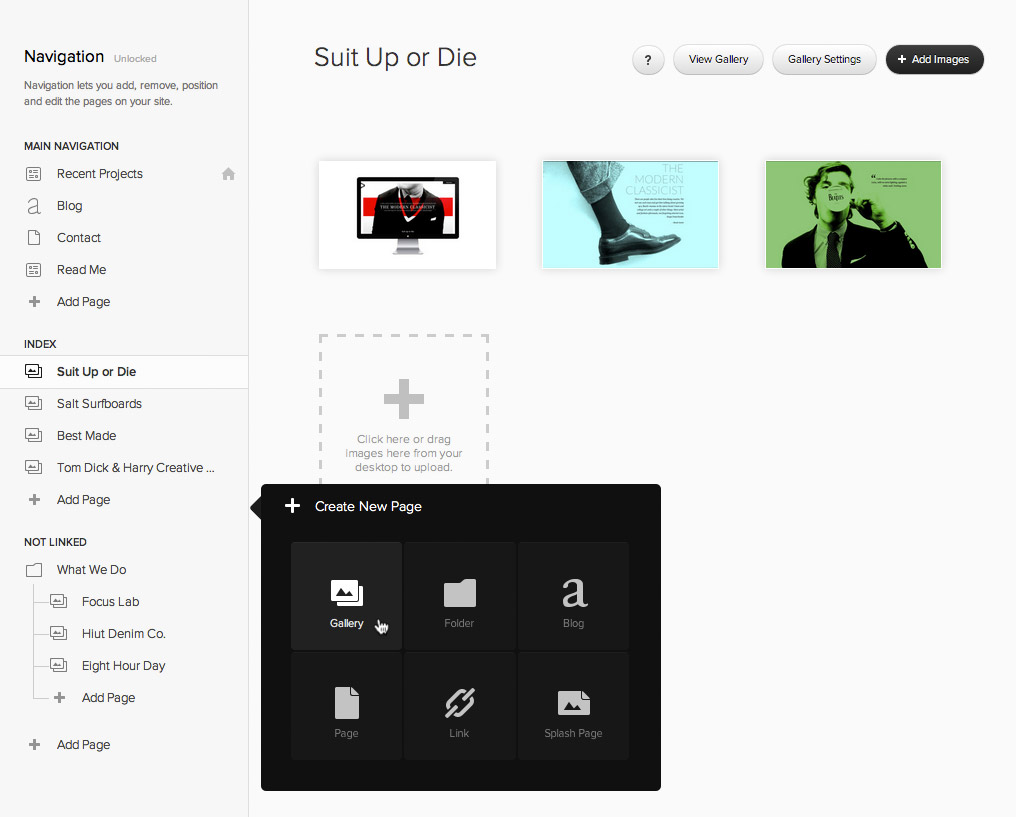 Navigation Unlocked
Navigation lets you add, remove, position
and edit the pages on your site.
MAIN NAVIGATION
Recent Projects
Blog
Contact
Read Me
Add Page
INDEX
Suit Up or Die
Salt Surfboards
Best Made
Tom Dick & Harry Creative ...
Add Page
NOT LINKED
What We Do
Focus Lab
Hiut Denim Co.
Eight Hour Day
Add Page
Add Page
Suit Up or Die
?
View Gallery
Gallery Settings
+ Add Images
THE MODERN CLASSICIST
THE
MODERN
CLASSICIST
Click here or drag
images here from your
desktop to upload.
Create New Page
Gallery
Folder
a
Blog
Page
Link
Splash Page